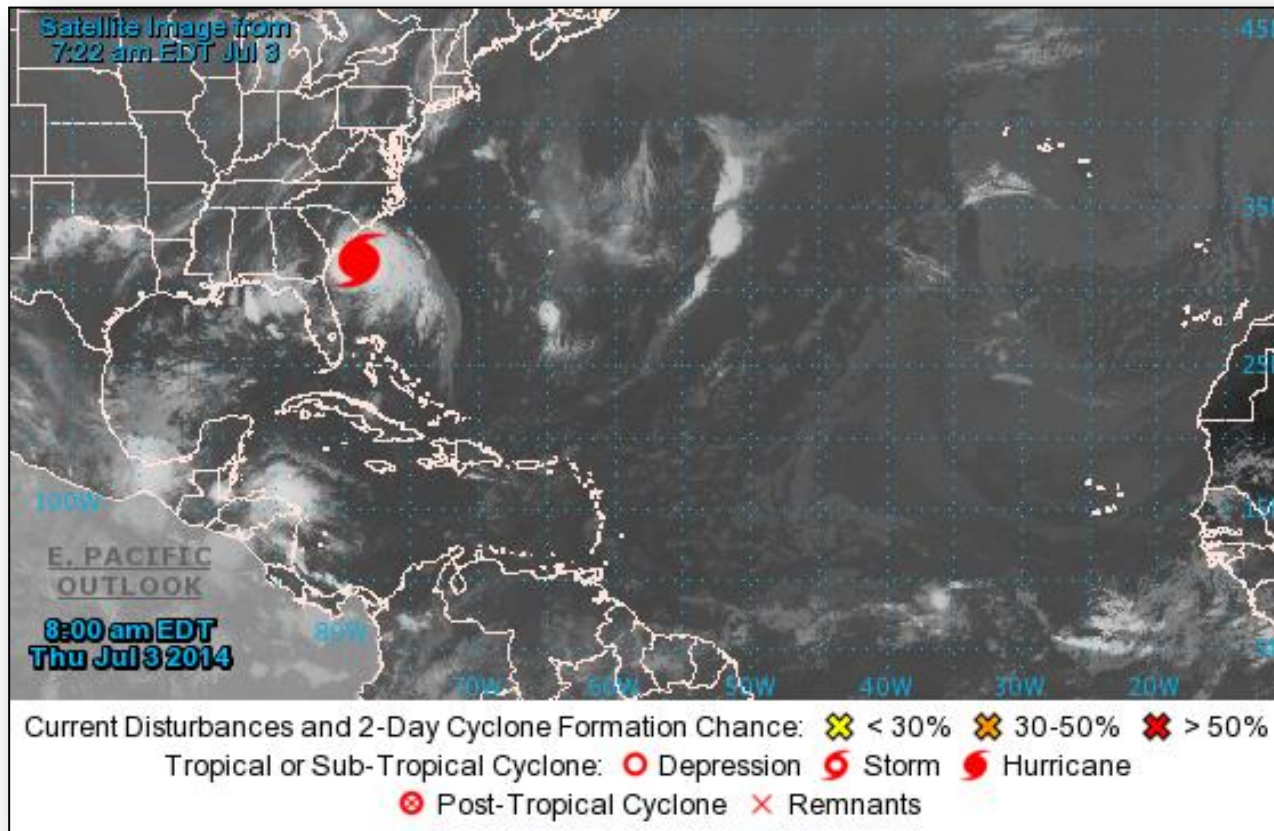 Satellite Image from
7:22 am EDT Jul 3
45N
35N
25N
100W
15N
E. PACIFIC
OUTLOOK
8:00 am EDT
Thu Jul 3 2014
80W
5N
70W 60W 50W 40W 30W 20W
Current Disturbances and 2-Day Cyclone Formation Chance: < 30% 30-50% > 50%
Tropical or Sub-Tropical Cyclone: Depression Storm Hurricane
Post-Tropical Cyclone Remnants